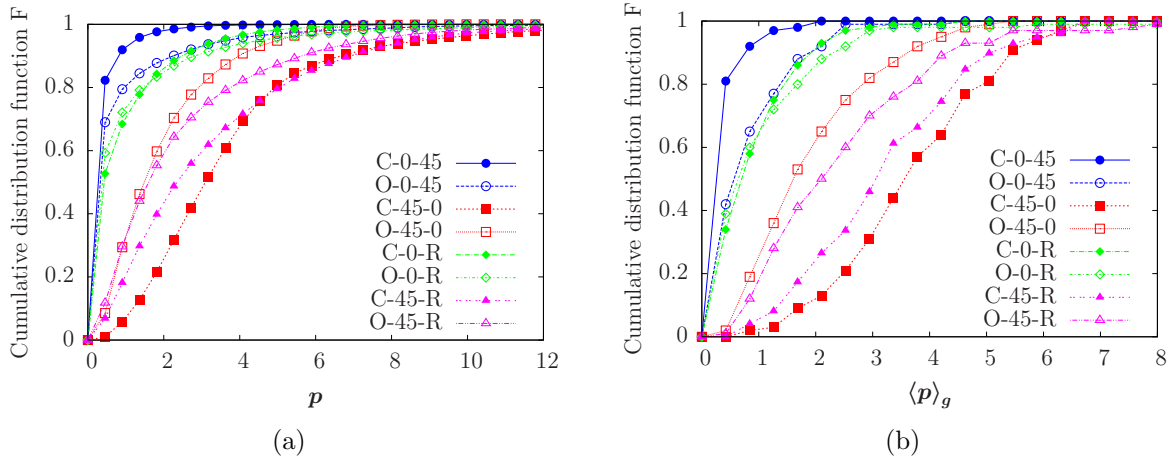 Cumulative distribution function F
1
0.8
0.6
0.4
0.2
0
0 2 4 6 8 10 12
p
C-0-45
O-0-45
C-45-0
O-45-0
C-0-R
O-0-R
C-45-R
O-45-R
(a)
Cumulative distribution function F
1
0.8
0.6
0.4
0.2
0
0 1 2 3 4 5 6 7 8
⟨p⟩g
C-0-45
O-0-45
C-45-0
O-45-0
C-0-R
O-0-R
C-45-R
O-45-R
(b)